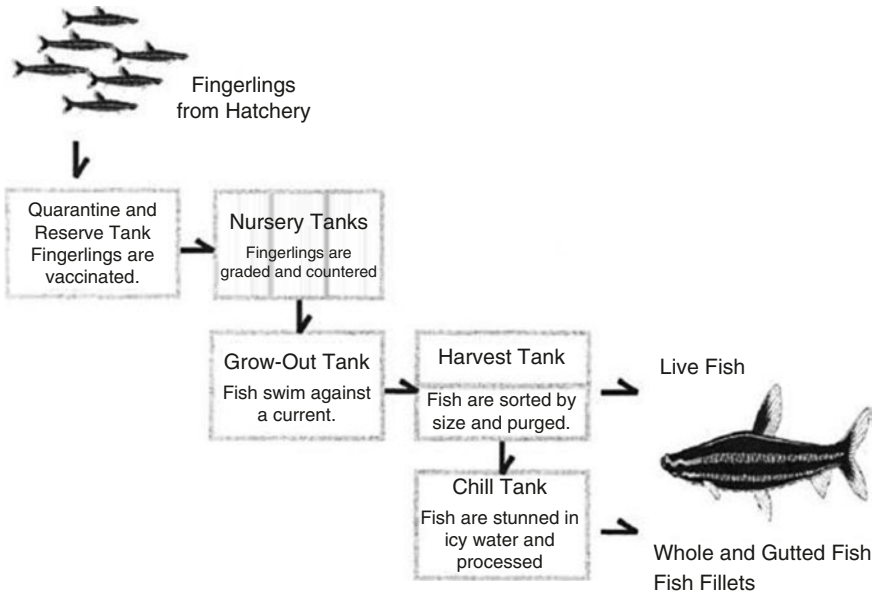 Fingerlings
from Hatchery
Quarantine and
Reserve Tank
Fingerlings are
vaccinated.
Nursery Tanks
Fingerlings are
graded and countered
Grow-Out Tank
Fish swim against
a current.
Harvest Tank
Fish are sorted by
size and purged.
Live Fish
Chill Tank
Fish are stunned in
icy water and
processed
Whole and Gutted Fish
Fish Fillets